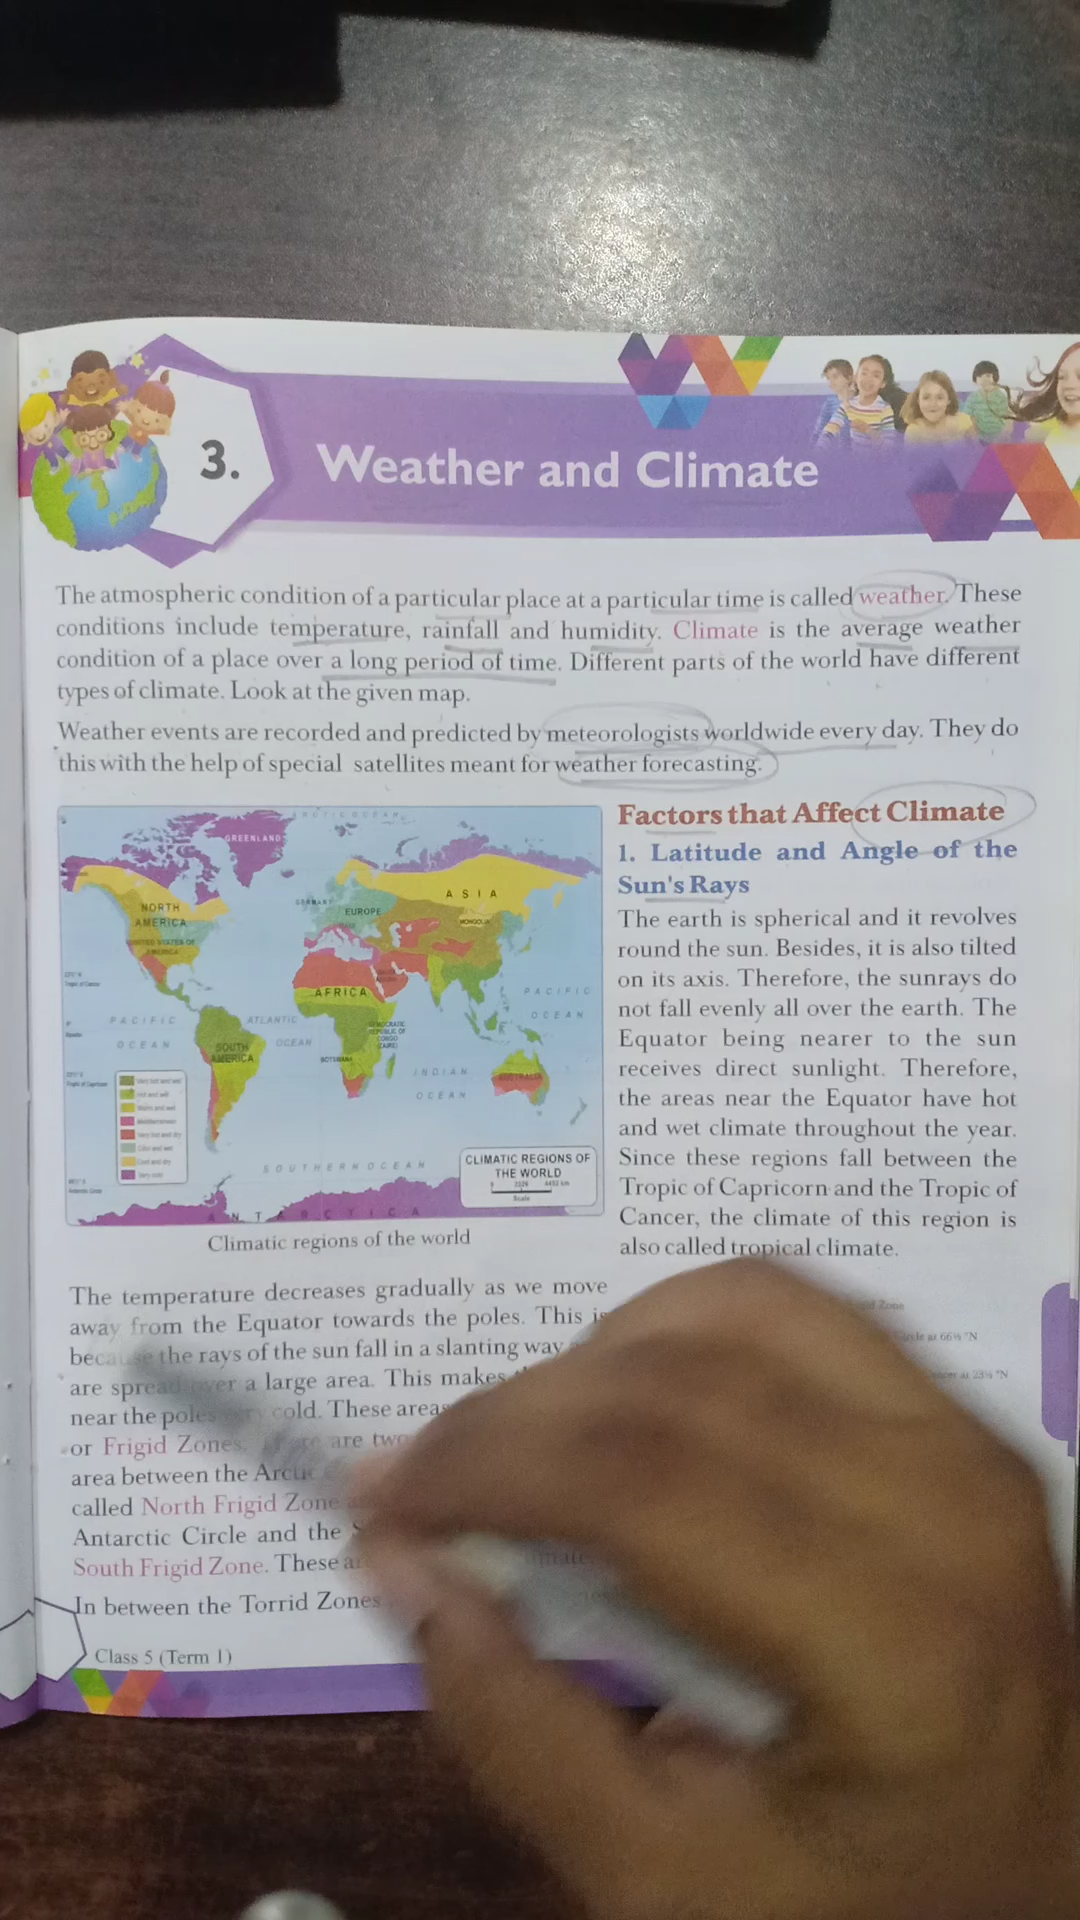 3.
Weather and Climate
The atmospheric condition of a particular place at a particular time is called weather. These
conditions include temperature, rainfall and humidity. Climate is the average weather
condition of a place over a long period of time. Different parts of the world have different
types of climate. Look at the given map.
Weather events are recorded and predicted by meteorologists worldwide every day. They do
this with the help of special satellites meant for weather forecasting.
ARCTIC OCEAN
GREENLAND
NORTH
AMERICA
UNITED STATES OF
AMERICA
GERMANY
EUROPE
ASIA
MONGOLIA
AFRICA
PACIFIC
OCEAN
ATLANTIC
OCEAN
PACIFIC
OCEAN
SOUTH
AMERICA
DEMOCRATIC
REPUBLIC OF
CONGO
(ZAIRE)
BOTSWANA
INDIAN
OCEAN
AUSTRALIA
Tropic of Cancer
Equator
Tropic of Capricorn
Antarctic Circle
Very hot and wet
Hot and wet
Warm and wet
Mediterranean
Very hot and dry
Cold and wet
Cold and dry
Very cold
SOUTHERN OCEAN
ANTARCTICA
CLIMATIC REGIONS OF
THE WORLD
Scale
Climatic regions of the world
Factors that Affect Climate
1. Latitude and Angle of the
Sun's Rays
The earth is spherical and it revolves
round the sun. Besides, it is also tilted
on its axis. Therefore, the sunrays do
not fall evenly all over the earth. The
Equator being nearer to the sun
receives direct sunlight. Therefore,
the areas near the Equator have hot
and wet climate throughout the year.
Since these regions fall between the
Tropic of Capricorn and the Tropic of
Cancer, the climate of this region is
also called tropical climate.
The temperature decreases gradually as we move
away from the Equator towards the poles. This is
because the rays of the sun fall in a slanting way
are spread over a large area. This makes
near the poles very cold. These areas
or Frigid Zones. There are two
area between the Arctic
called North Frigid Zone
Antarctic Circle and the
South Frigid Zone. These
In between the Torrid Zones
Zone
at 66½ °N
at 23½ °N
Class 5 (Term 1)